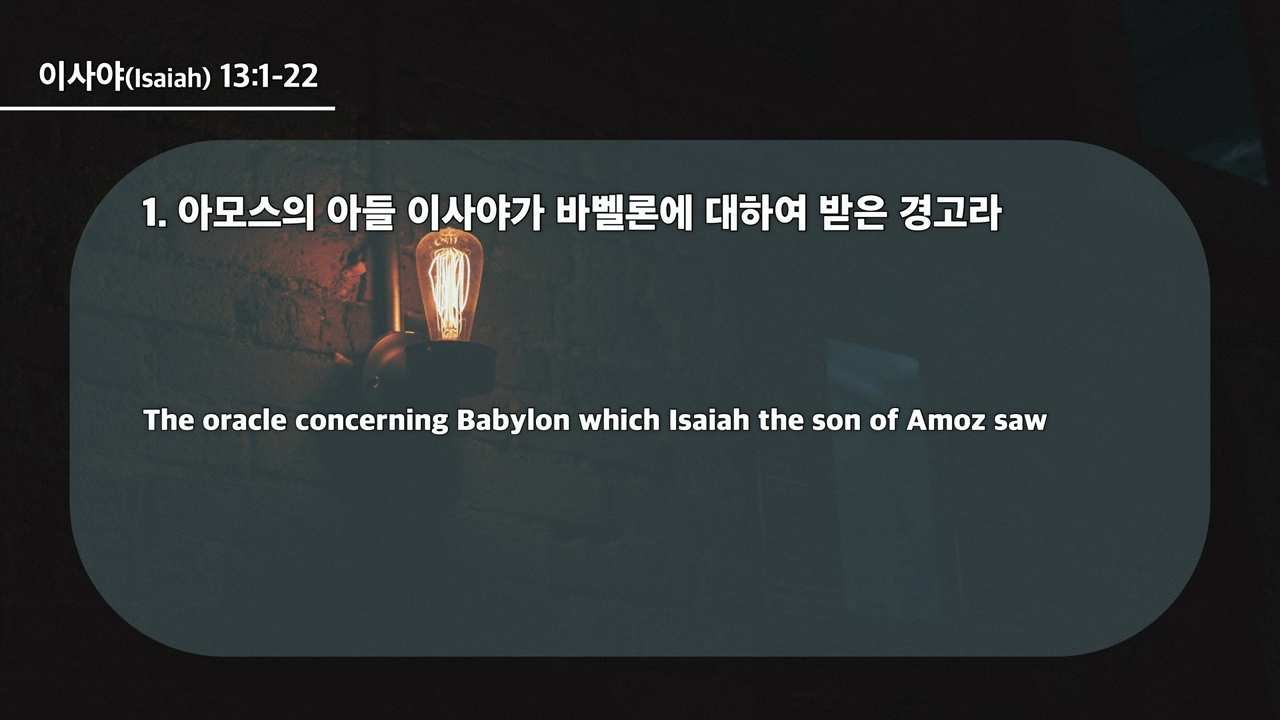 이사야(Isaiah) 13:1-22
1. 아모스의 아들 이사야가 바벨론에 대하여 받은 경고라
The oracle concerning Babylon which Isaiah the son of Amoz saw